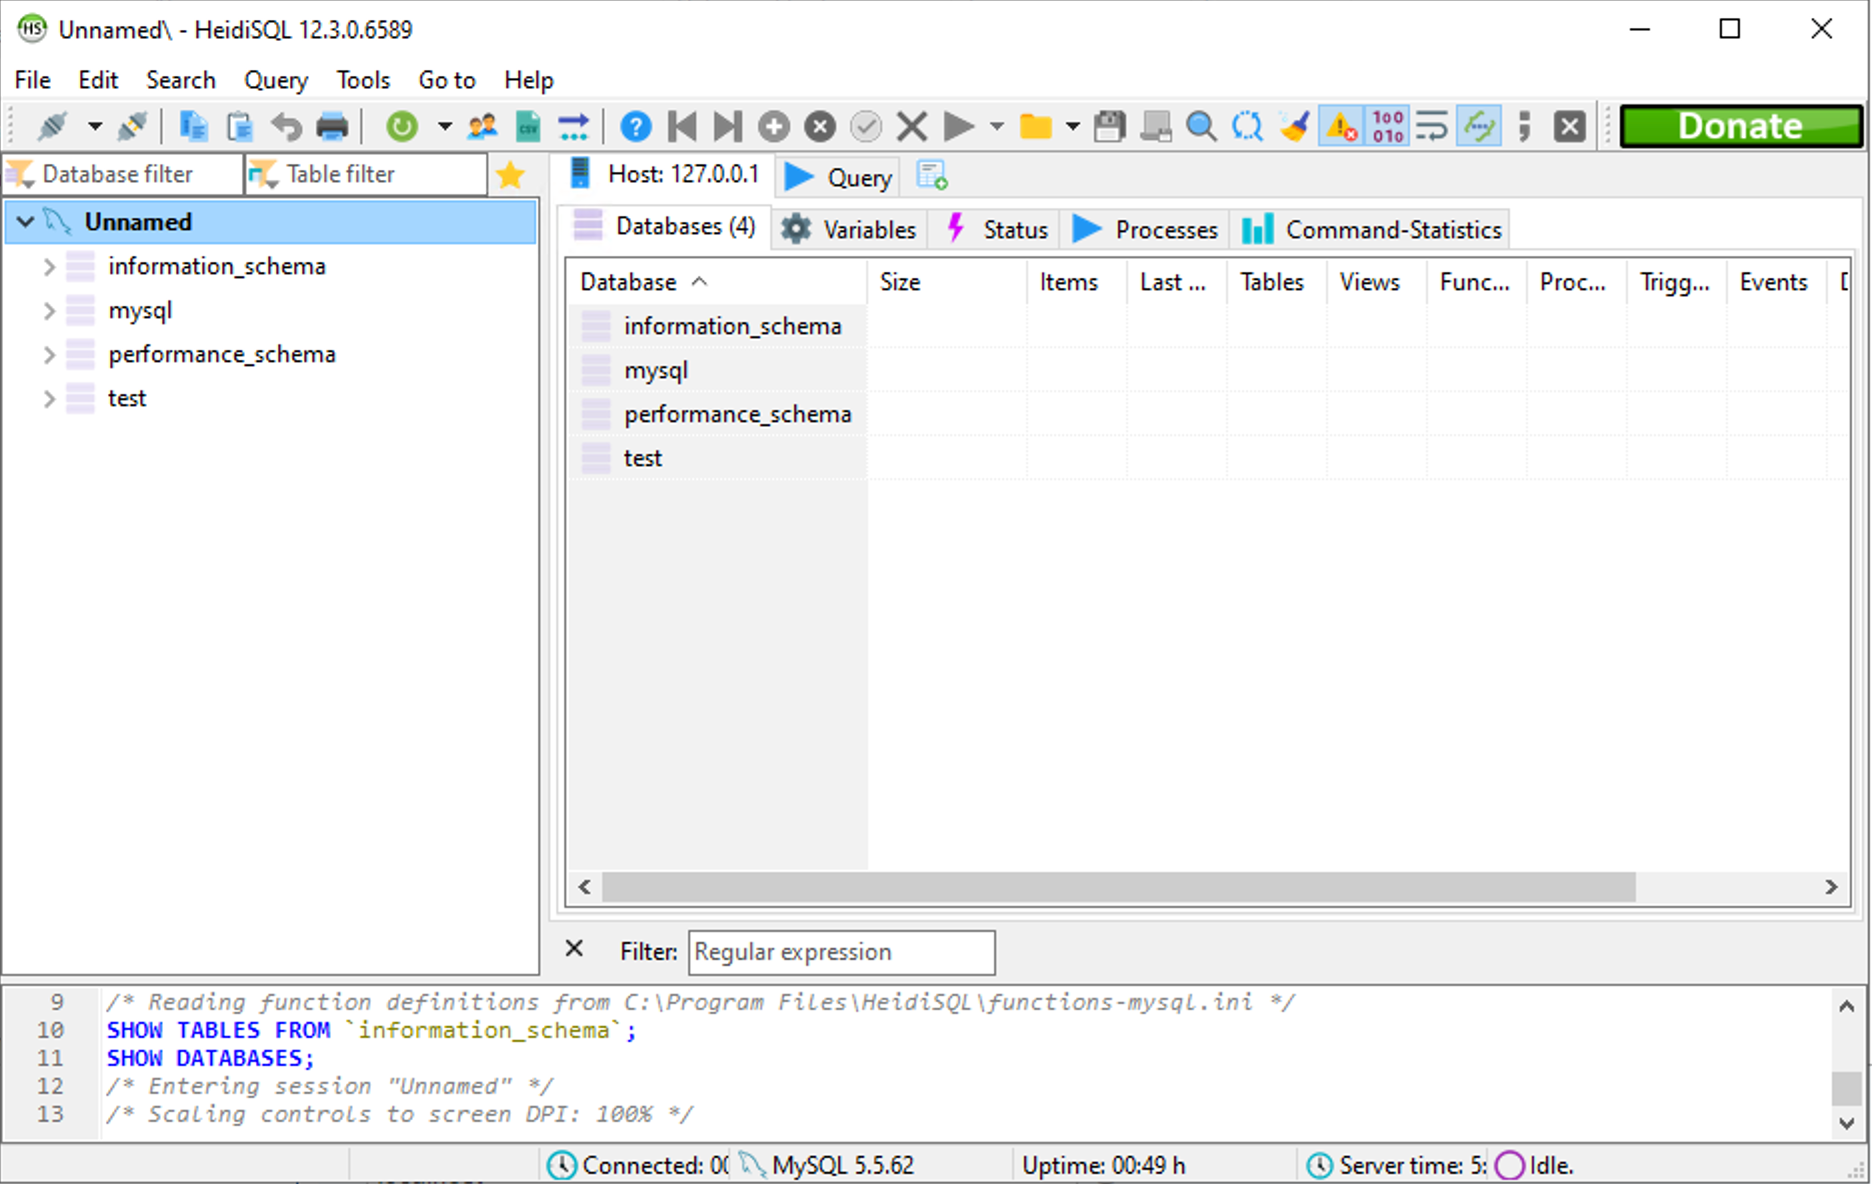 Unnamed\ - HeidiSQL 12.3.0.6589
File Edit Search Query Tools Go to Help
Donate
Database filter Table filter
Host: 127.0.0.1 Query
Unnamed
information_schema
mysql
performance_schema
test
Databases (4) Variables Status Processes Command-Statistics
Database Size Items Last ... Tables Views Func... Proc... Trigg... Events
information_schema
mysql
performance_schema
test
Filter: Regular expression
9 /* Reading function definitions from C:\Program Files\HeidiSQL\functions-mysql.ini */
10 SHOW TABLES FROM `information_schema`;
11 SHOW DATABASES;
12 /* Entering session "Unnamed" */
13 /* Scaling controls to screen DPI: 100% */
Connected: 00 MySQL 5.5.62 Uptime: 00:49 h Server time: 5: Idle.